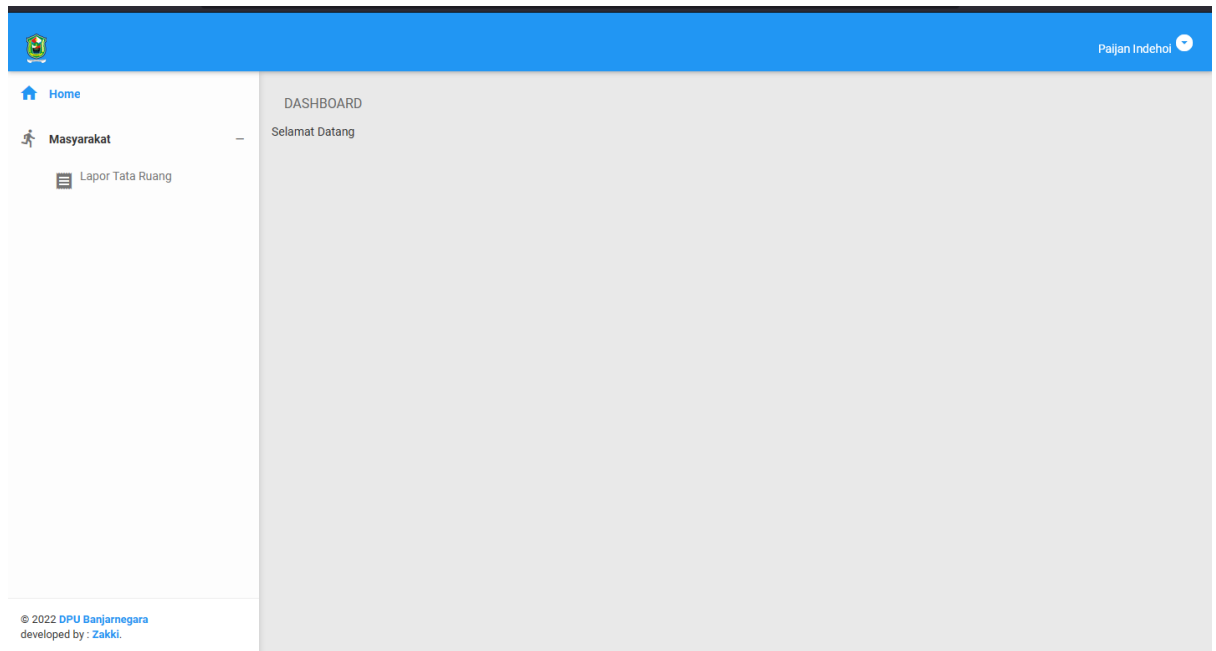 Paijan Indehoi
Home
Masyarakat
Lapor Tata Ruang
DASHBOARD
Selamat Datang
© 2022 DPU Banjarnegara
developed by : Zakki.